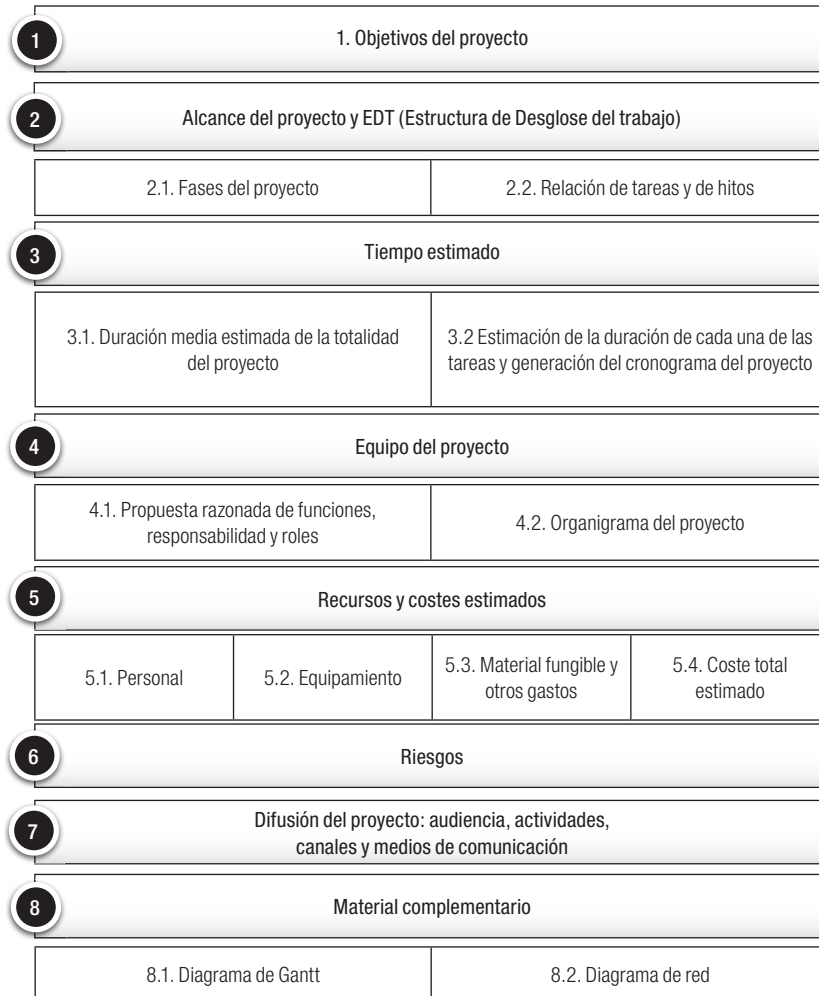 1
1. Objetivos del proyecto
2
Alcance del proyecto y EDT (Estructura de Desglose del trabajo)
2.1. Fases del proyecto
2.2. Relación de tareas y de hitos
3
Tiempo estimado
3.1. Duración media estimada de la totalidad
del proyecto
3.2 Estimación de la duración de cada una de las
tareas y generación del cronograma del proyecto
4
Equipo del proyecto
4.1. Propuesta razonada de funciones,
responsabilidad y roles
4.2. Organigrama del proyecto
5
Recursos y costes estimados
5.1. Personal
5.2. Equipamiento
5.3. Material fungible y
otros gastos
5.4. Coste total
estimado
6
Riesgos
7
Difusión del proyecto: audiencia, actividades,
canales y medios de comunicación
8
Material complementario
8.1. Diagrama de Gantt
8.2. Diagrama de red